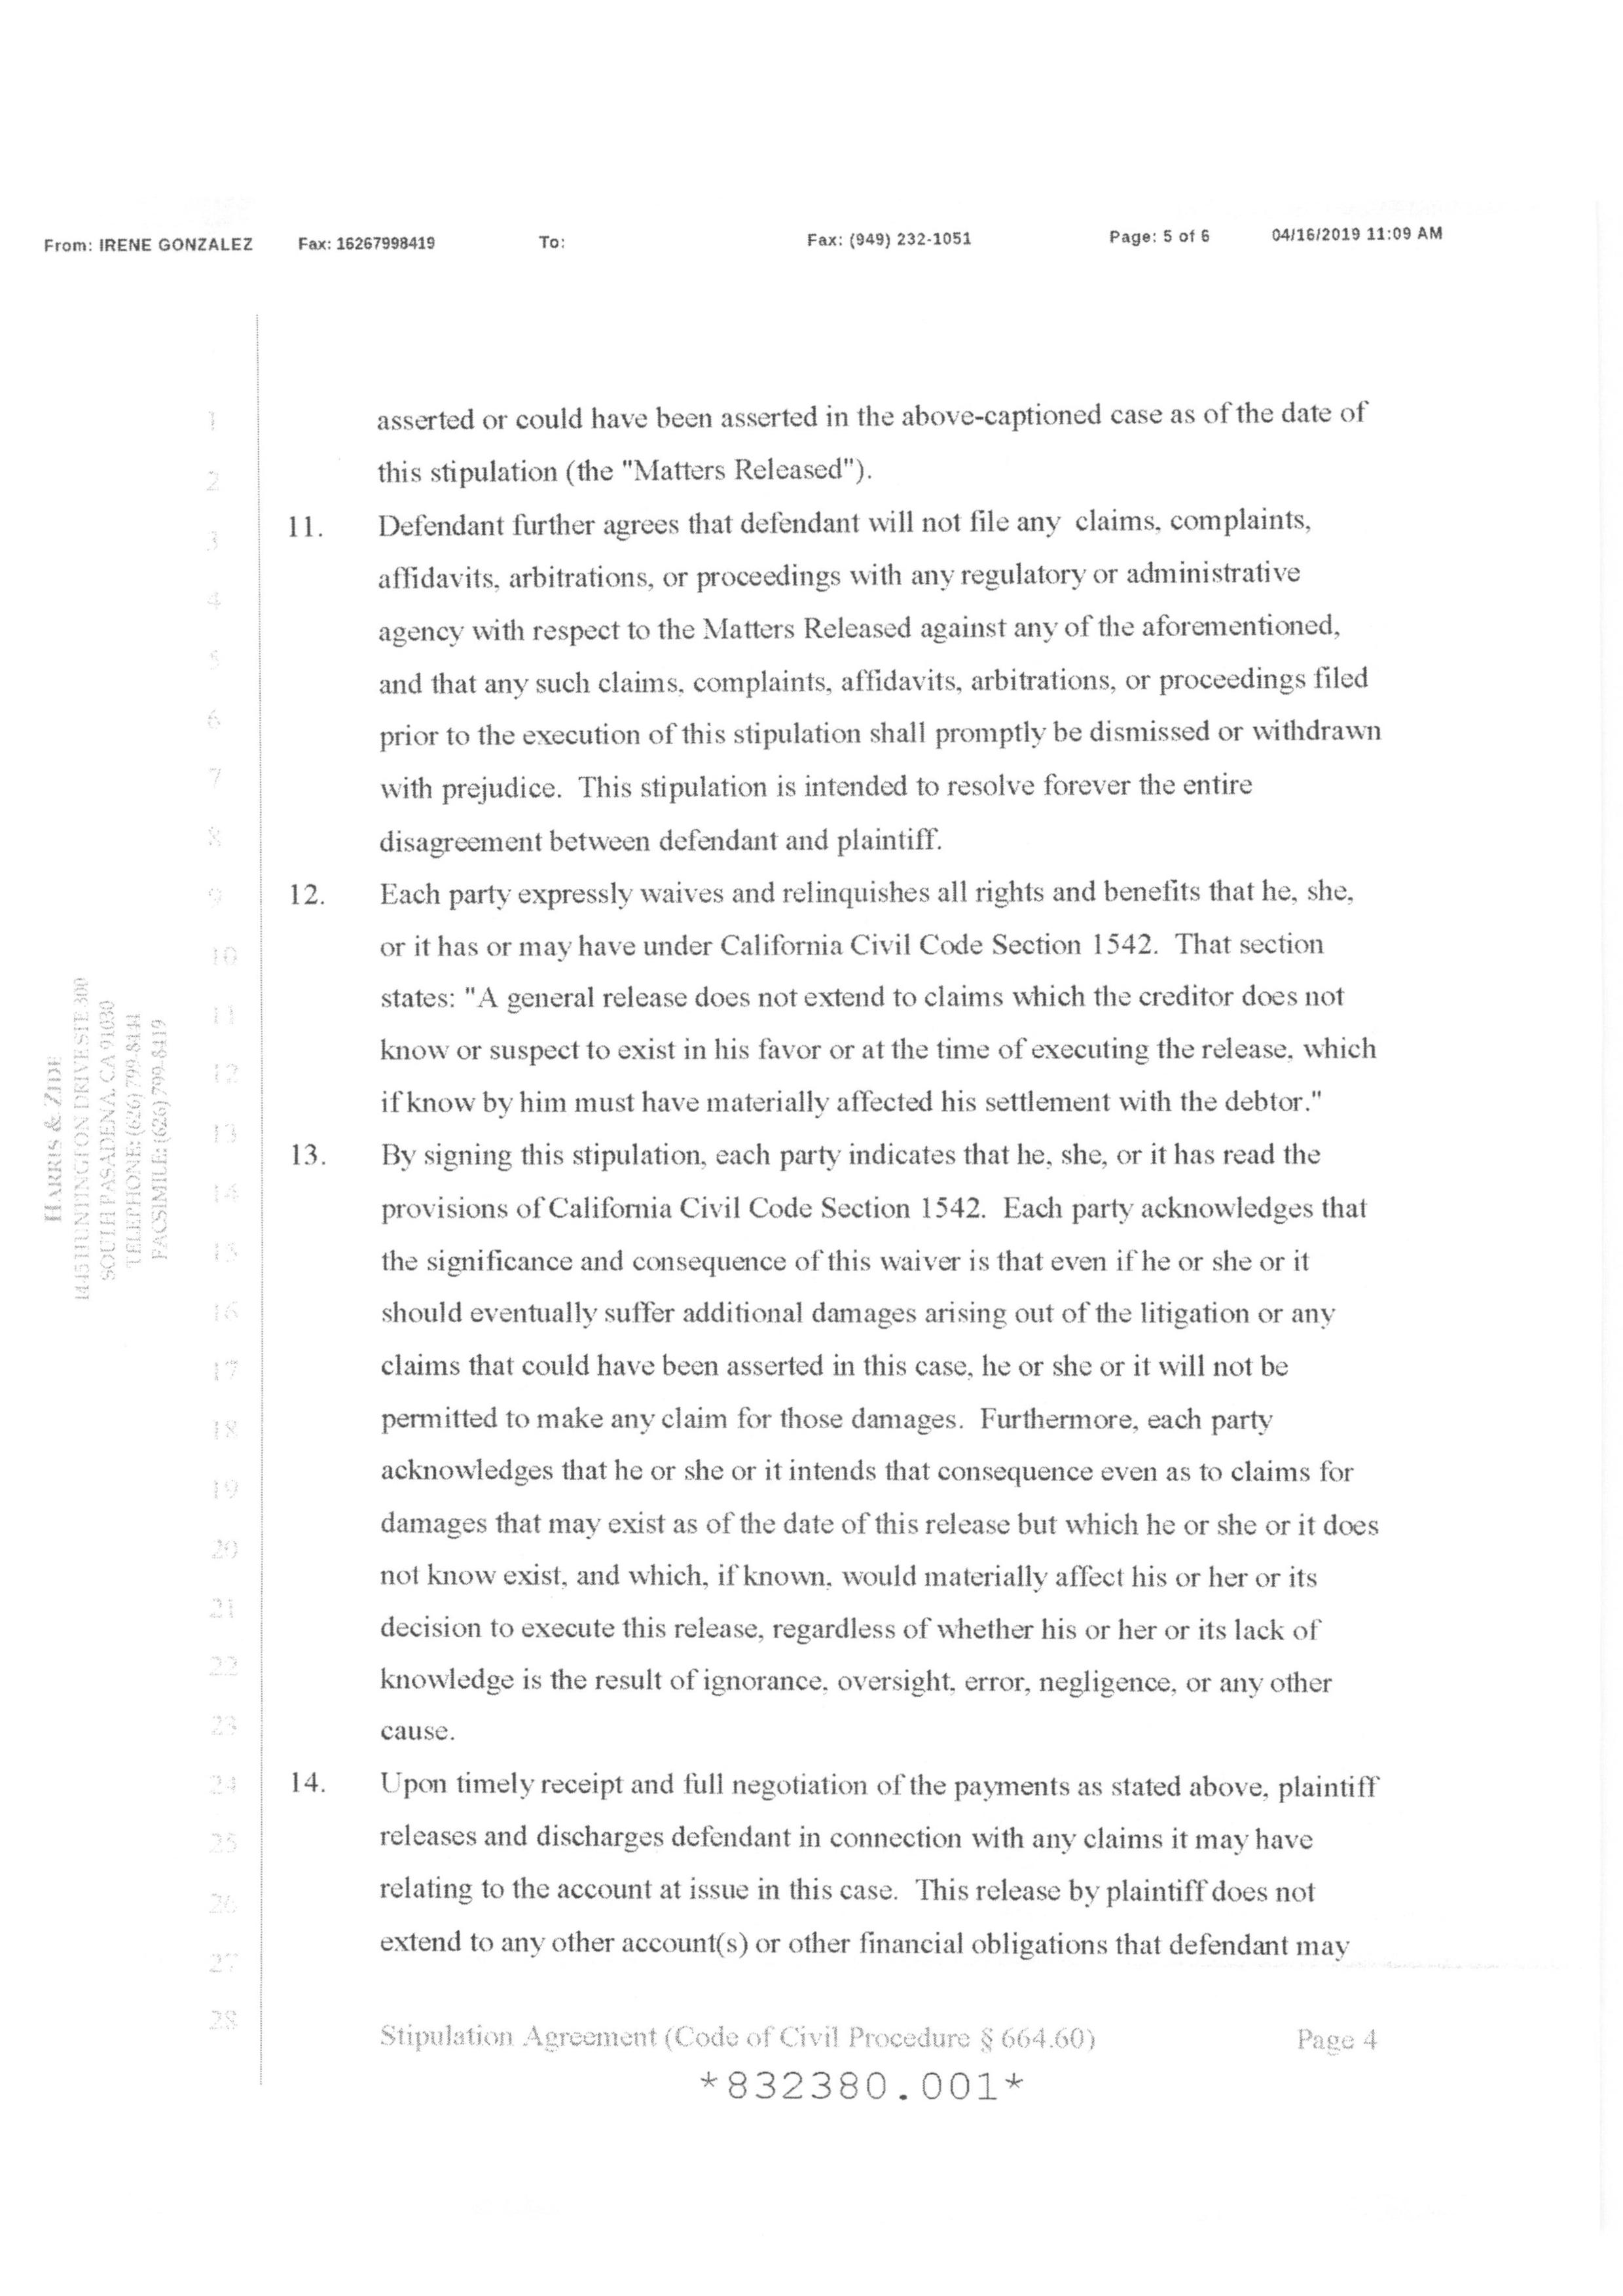 From: IRENE GONZALEZ Fax: 16267998419 To: Fax: (949) 232-1051 Page: 5 of 6 04/16/2019 11:09 AM
1 asserted or could have been asserted in the above-captioned case as of the date of
2 this stipulation (the "Matters Released").
3 11. Defendant further agrees that defendant will not file any claims, complaints,
4 affidavits, arbitrations, or proceedings with any regulatory or administrative
5 agency with respect to the Matters Released against any of the aforementioned,
and that any such claims, complaints, affidavits, arbitrations, or proceedings filed
6 prior to the execution of this stipulation shall promptly be dismissed or withdrawn
7 with prejudice. This stipulation is intended to resolve forever the entire
8 disagreement between defendant and plaintiff.
9 12. Each party expressly waives and relinquishes all rights and benefits that he, she,
10 or it has or may have under California Civil Code Section 1542. That section
11 states: "A general release does not extend to claims which the creditor does not
12 know or suspect to exist in his favor or at the time of executing the release, which
if know by him must have materially affected his settlement with the debtor."
13 13. By signing this stipulation, each party indicates that he, she, or it has read the
14 provisions of California Civil Code Section 1542. Each party acknowledges that
15 the significance and consequence of this waiver is that even if he or she or it
16 should eventually suffer additional damages arising out of the litigation or any
17 claims that could have been asserted in this case, he or she or it will not be
18 permitted to make any claim for those damages. Furthermore, each party
19 acknowledges that he or she or it intends that consequence even as to claims for
damages that may exist as of the date of this release but which he or she or it does
20 not know exist, and which, if known, would materially affect his or her or its
21 decision to execute this release, regardless of whether his or her or its lack of
22 knowledge is the result of ignorance, oversight, error, negligence, or any other
23 cause.
24 14. Upon timely receipt and full negotiation of the payments as stated above, plaintiff
25 releases and discharges defendant in connection with any claims it may have
26 relating to the account at issue in this case. This release by plaintiff does not
27 extend to any other account(s) or other financial obligations that defendant may
28
HARRIS & ZIDE
1445 HUNTINGTON DRIVE STE 300
SOUTH PASADENA, CA 91030
TELEPHONE: (626) 799-8444
FACSIMILE: (626) 799-8419
Stipulation Agreement (Code of Civil Procedure § 664.60) Page 4
*832380.001*